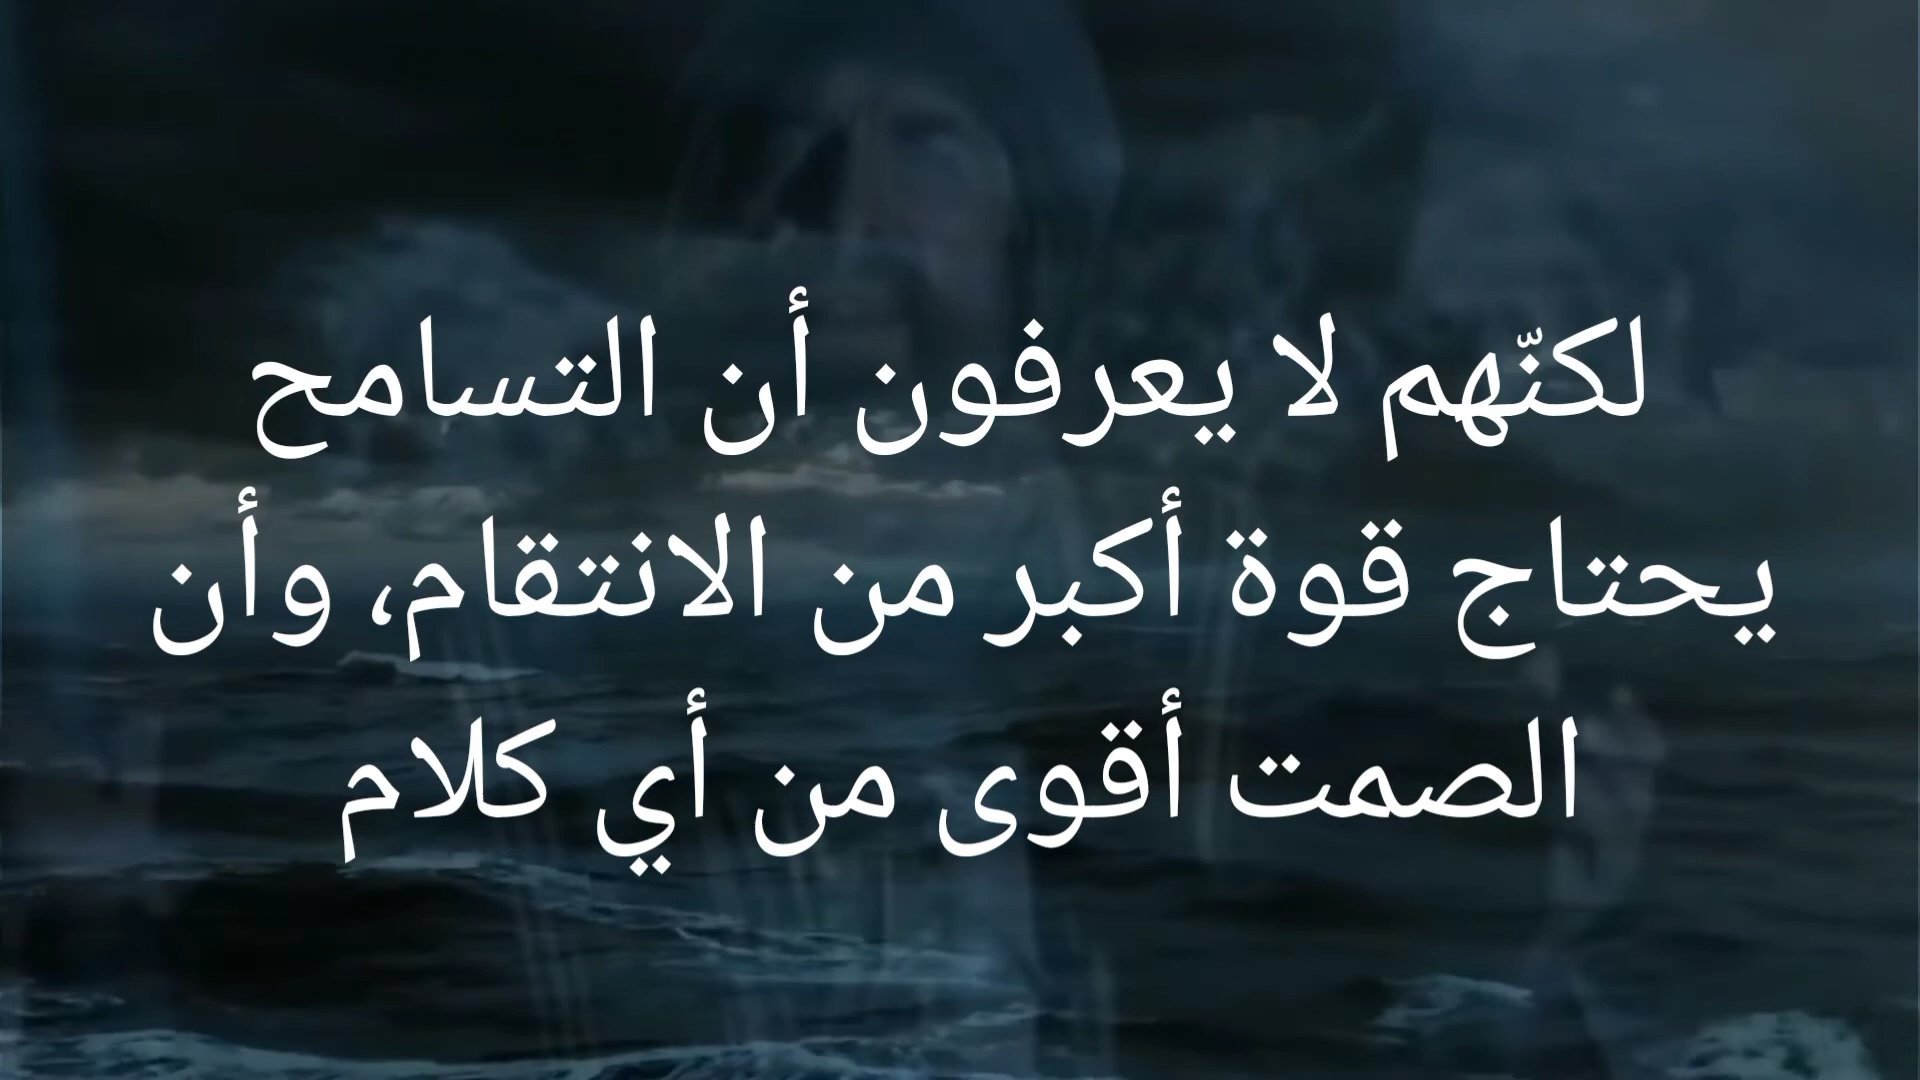 لكنّهم لا يعرفون أن التسامح
يحتاج قوة أكبر من الانتقام، وأن
الصمت أقوى من أي كلام